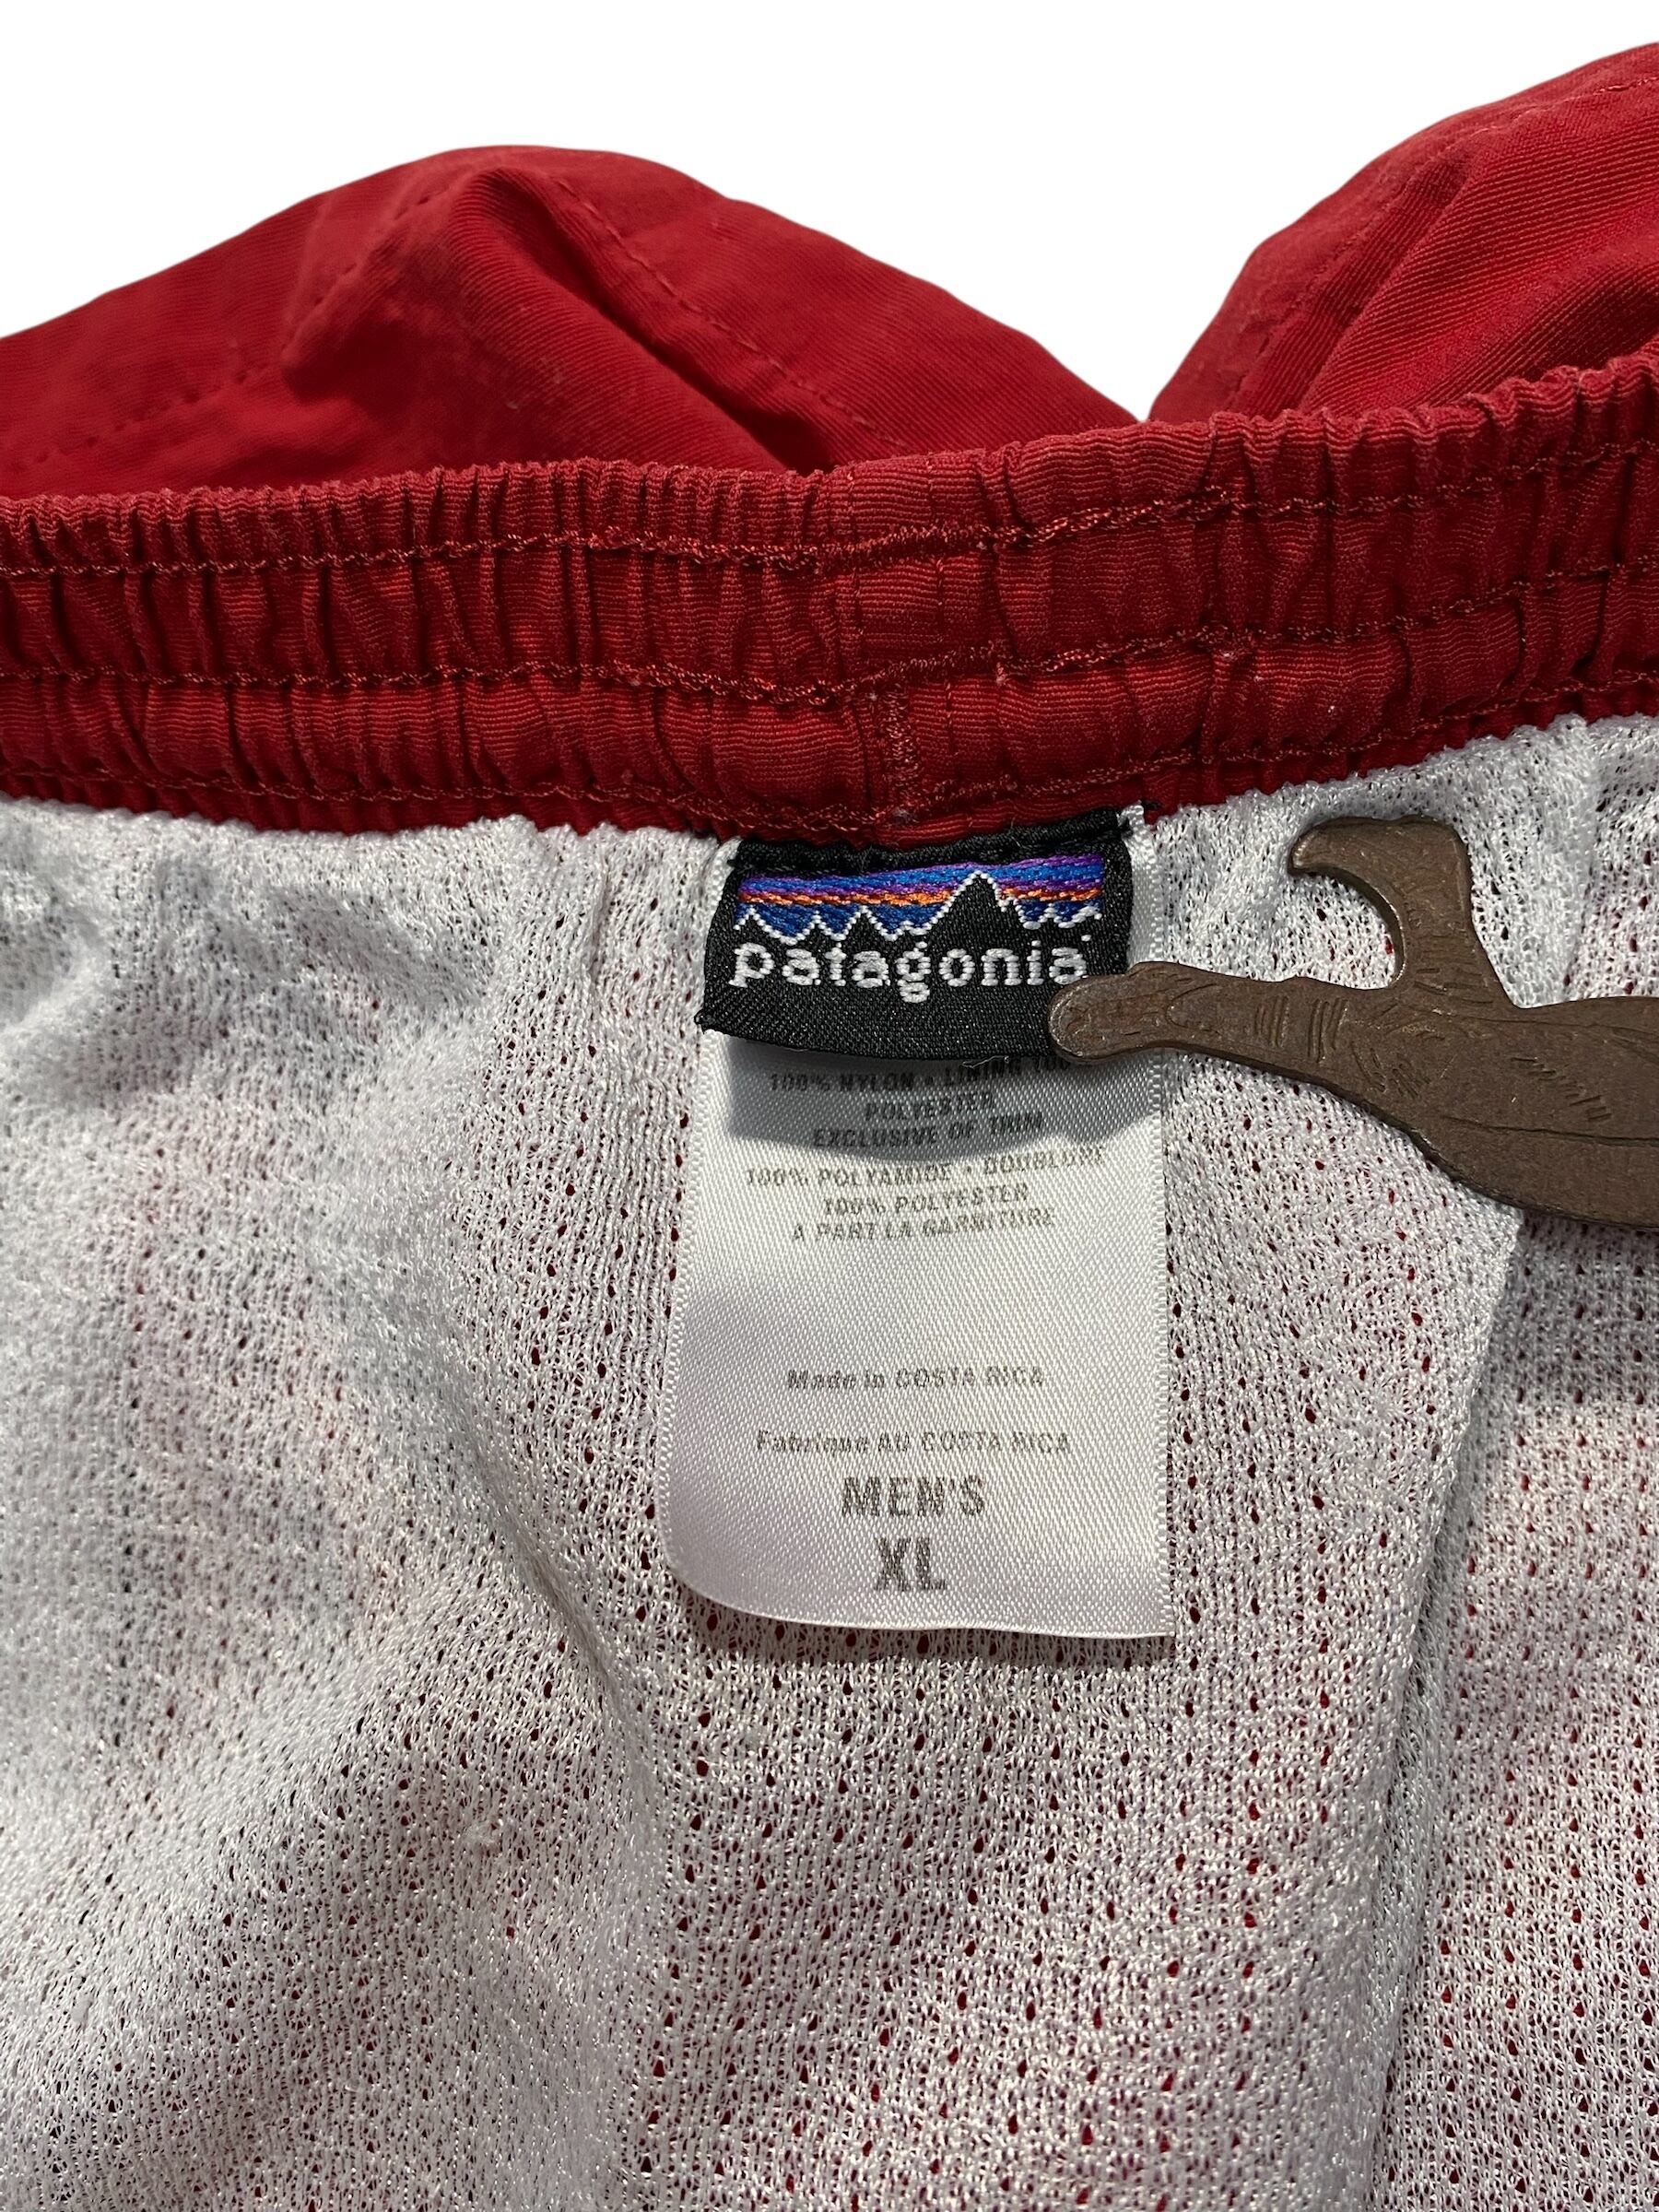 patagonia
100% NYLON • LINING 100%
POLYESTER
EXCLUSIVE OF TRIM
100% POLYAMIDE • DOUBLURE
100% POLYESTER
A PART LA GARNITURE
Made in COSTA RICA
Fabrique AU COSTA RICA
MEN'S
XL